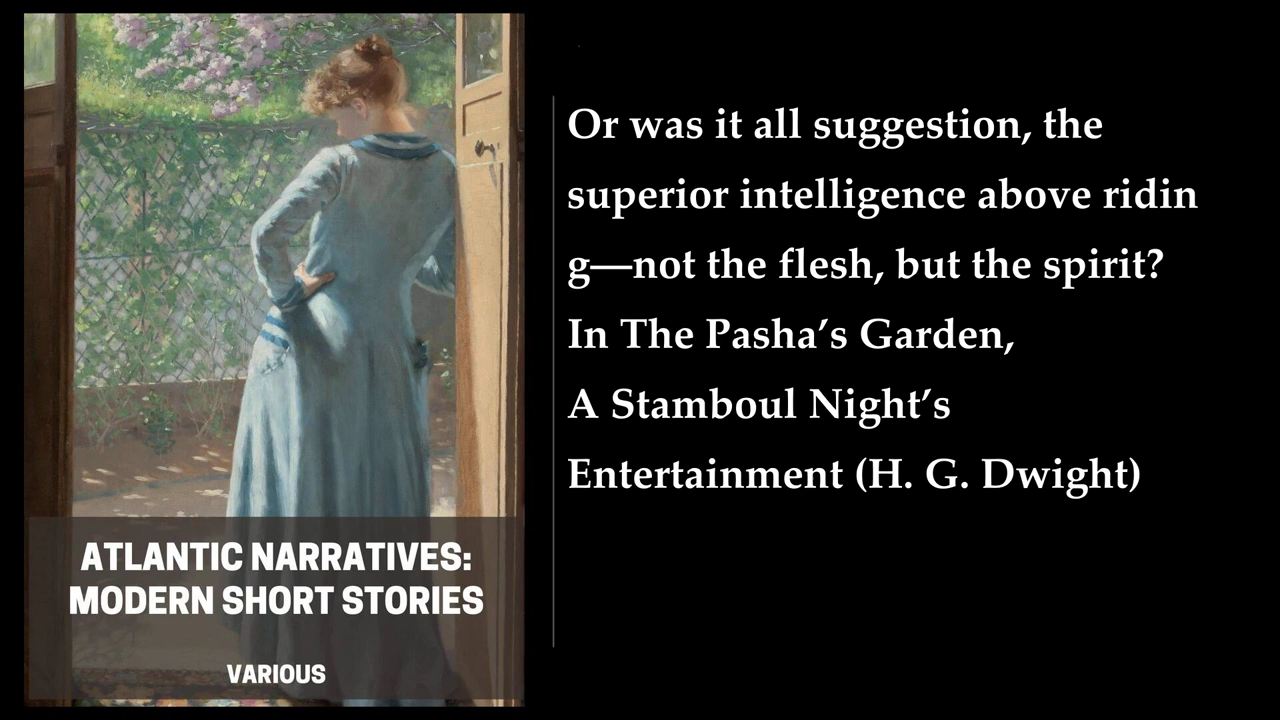 Or was it all suggestion, the
superior intelligence above ridin
g—not the flesh, but the spirit?
In The Pasha’s Garden,
A Stamboul Night’s
Entertainment (H. G. Dwight)
ATLANTIC NARRATIVES:
MODERN SHORT STORIES
VARIOUS